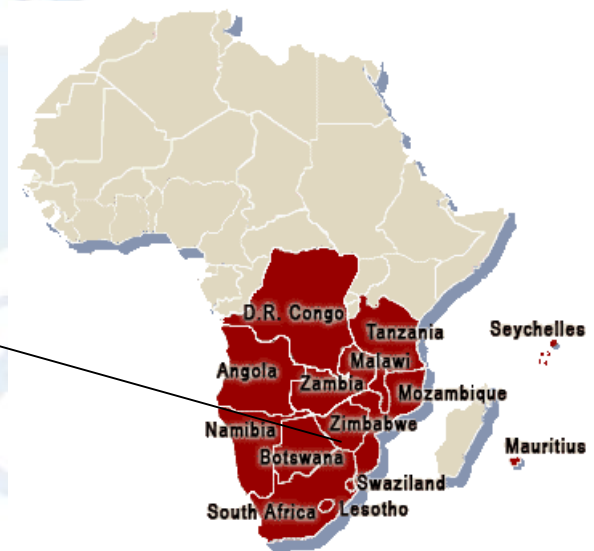 D.R. Congo
Tanzania
Seychelles
Malawi
Angola
Zambia
Mozambique
Zimbabwe
Namibia
Mauritius
Botswana
Swaziland
South Africa
Lesotho